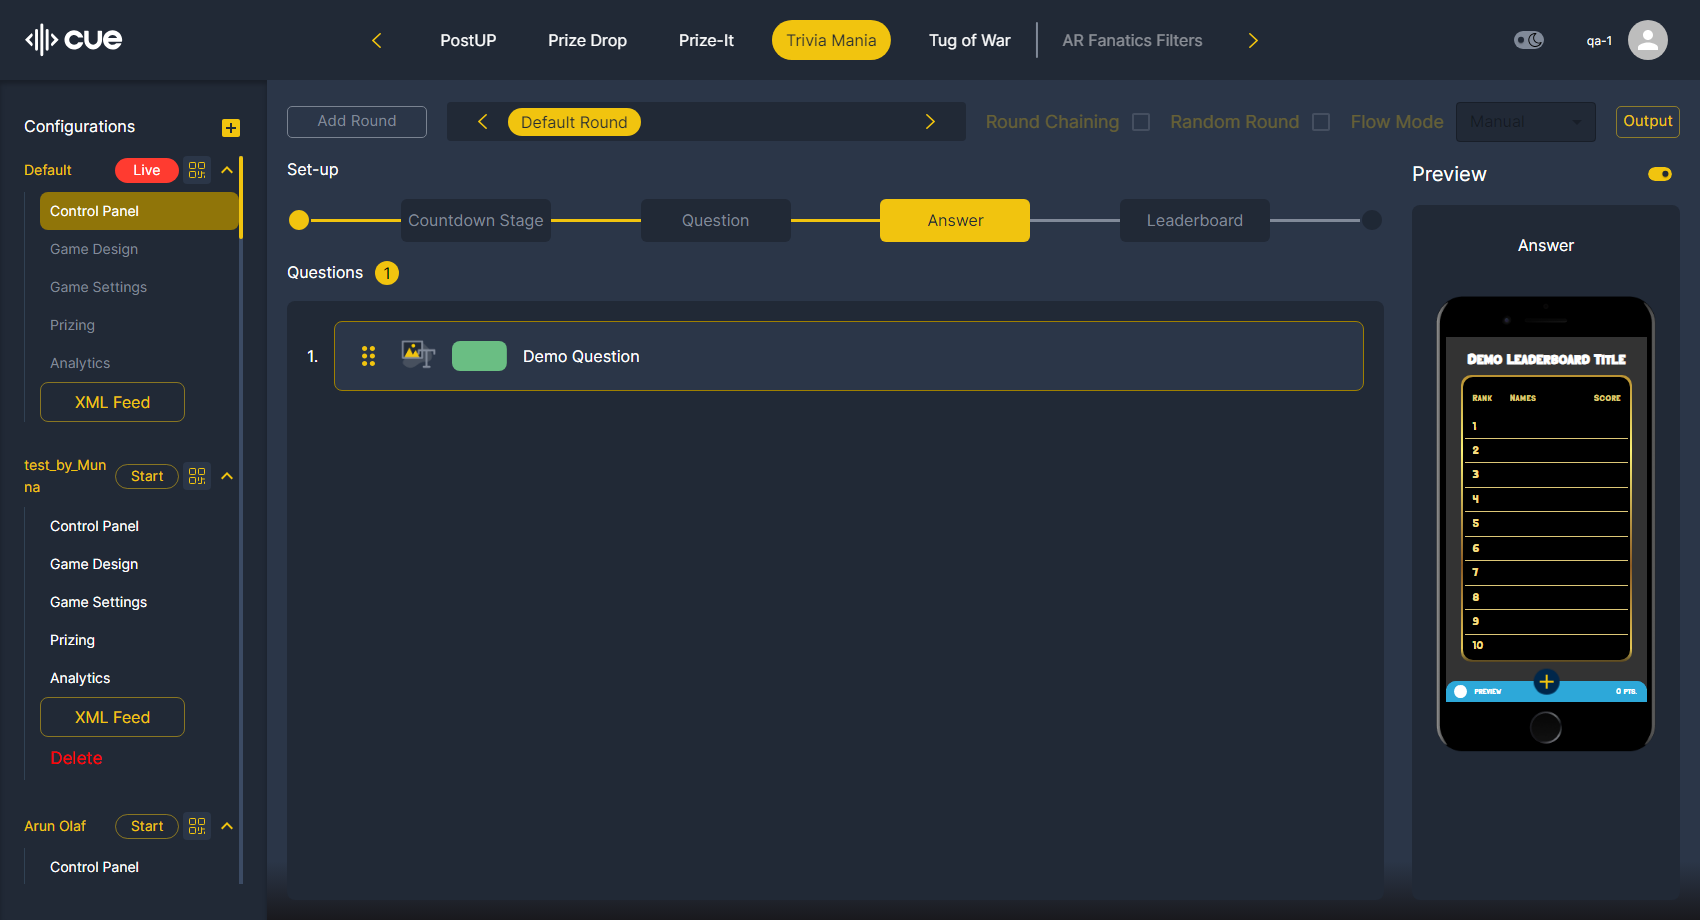 cue
PostUP
Prize Drop
Prize-It
Trivia Mania
Tug of War
AR Fanatics Filters
qa-1
Configurations
Default
Live
Control Panel
Game Design
Game Settings
Prizing
Analytics
XML Feed
test_by_Mun
na
Start
Control Panel
Game Design
Game Settings
Prizing
Analytics
XML Feed
Delete
Arun Olaf
Start
Control Panel
Add Round
Default Round
Round Chaining
Random Round
Flow Mode
Manual
Output
Set-up
Countdown Stage
Question
Answer
Leaderboard
Questions 1
1.
T
Demo Question
Preview
Answer
Demo Leaderboard Title
Rank Names Score
1
2
3
4
5
6
7
8
9
10
PREVIEW
0 PTS.